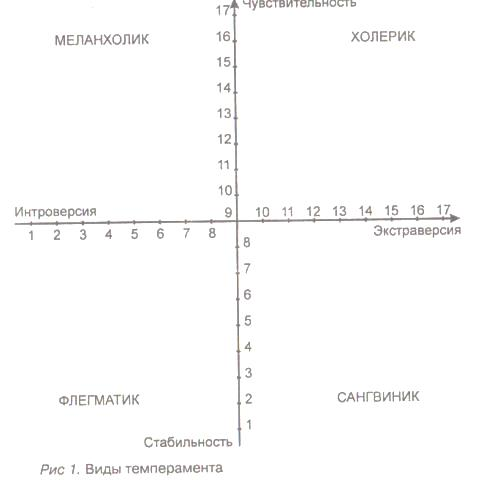 17 Чувствительность
МЕЛАНХОЛИК 16 ХОЛЕРИК
15
14
13
12
11
10
Интроверсия 9 10 11 12 13 14 15 16 17
1 2 3 4 5 6 7 8 Экстраверсия
8
7
6
5
4
3
ФЛЕГМАТИК 2 САНГВИНИК
1
Стабильность
Рис 1. Виды темперамента